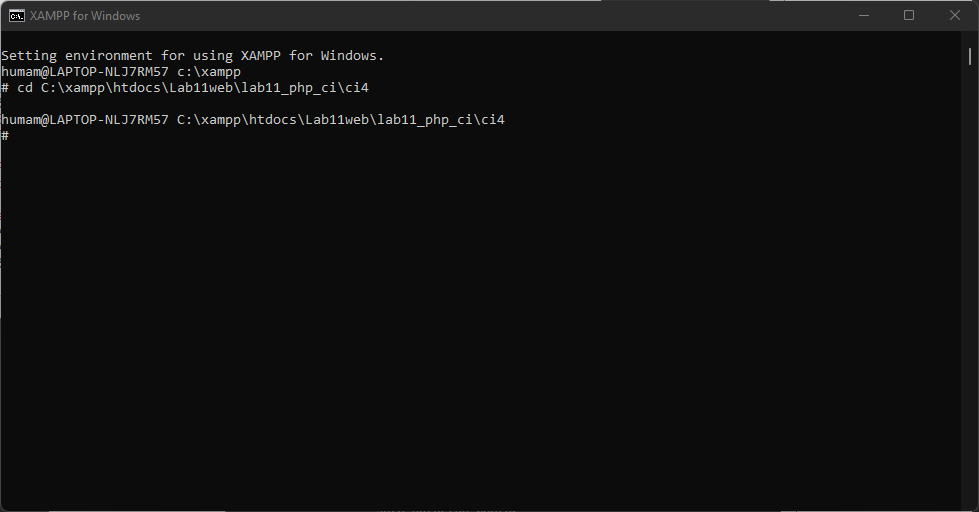 XAMPP for Windows
Setting environment for using XAMPP for Windows.
humam@LAPTOP-NLJ7RM57 c:\xampp
# cd C:\xampp\htdocs\Lab11web\lab11_php_ci\ci4
humam@LAPTOP-NLJ7RM57 C:\xampp\htdocs\Lab11web\lab11_php_ci\ci4
#